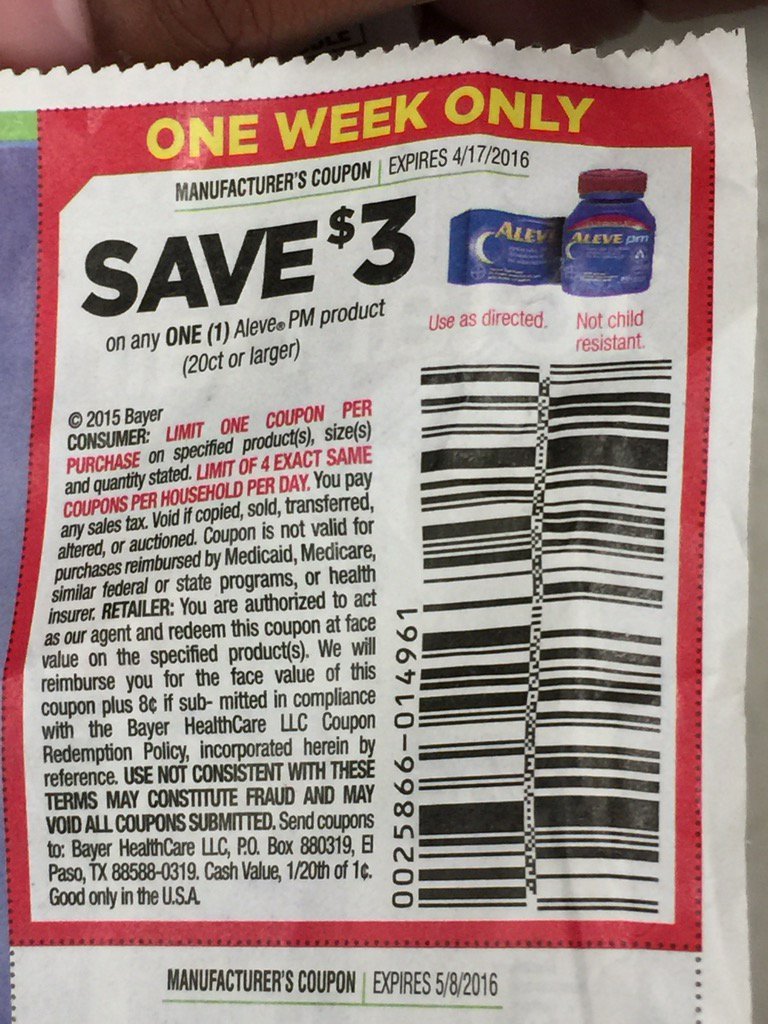 ONE WEEK ONLY
MANUFACTURER'S COUPON | EXPIRES 4/17/2016
SAVE $3
on any ONE (1) Aleve® PM product
(20ct or larger)
ALEVE
ALEVE pm
Use as directed.
Not child
resistant.
© 2015 Bayer
CONSUMER: LIMIT ONE COUPON PER
PURCHASE on specified product(s), size(s)
and quantity stated. LIMIT OF 4 EXACT SAME
COUPONS PER HOUSEHOLD PER DAY. You pay
any sales tax. Void if copied, sold, transferred,
altered, or auctioned. Coupon is not valid for
purchases reimbursed by Medicaid, Medicare,
similar federal or state programs, or health
insurer. RETAILER: You are authorized to act
as our agent and redeem this coupon at face
value on the specified product(s). We will
reimburse you for the face value of this
coupon plus 8¢ if sub- mitted in compliance
with the Bayer HealthCare LLC Coupon
Redemption Policy, incorporated herein by
reference. USE NOT CONSISTENT WITH THESE
TERMS MAY CONSTITUTE FRAUD AND MAY
VOID ALL COUPONS SUBMITTED. Send coupons
to: Bayer HealthCare LLC, P.O. Box 880319, El
Paso, TX 88588-0319. Cash Value, 1/20th of 1¢.
Good only in the U.S.A
0025866-014961
MANUFACTURER'S COUPON | EXPIRES 5/8/2016